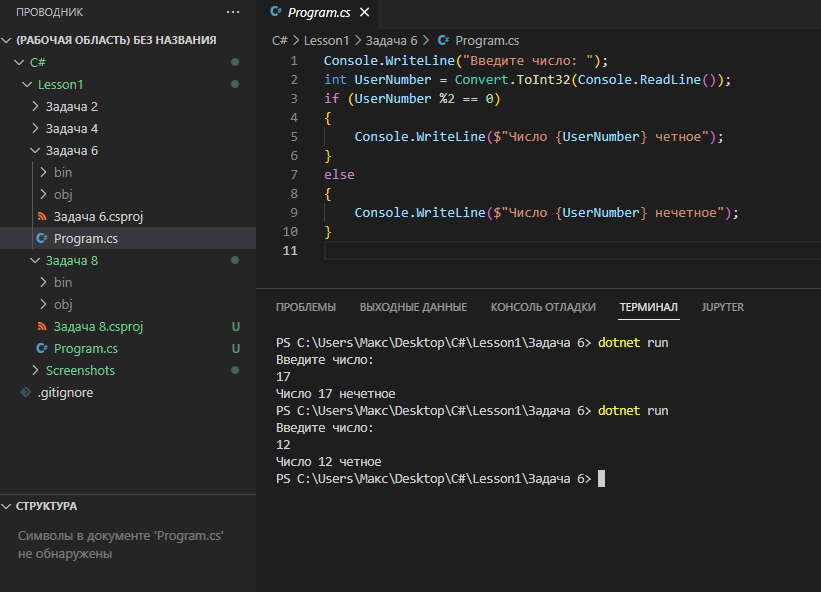 ПРОВОДНИК
(РАБОЧАЯ ОБЛАСТЬ) БЕЗ НАЗВАНИЯ
C#
Lesson1
Задача 2
Задача 4
Задача 6
bin
obj
Задача 6.csproj
C# Program.cs
Задача 8
bin
obj
Задача 8.csproj U
C# Program.cs U
Screenshots
.gitignore
СТРУКТУРА
Символы в документе 'Program.cs'
не обнаружены
C# Program.cs
C# > Lesson1 > Задача 6 > C# Program.cs
1 Console.WriteLine("Введите число: ");
2 int UserNumber = Convert.ToInt32(Console.ReadLine());
3 if (UserNumber %2 == 0)
4 {
5 Console.WriteLine($"Число {UserNumber} четное");
6 }
7 else
8 {
9 Console.WriteLine($"Число {UserNumber} нечетное");
10 }
11
ПРОБЛЕМЫ ВЫХОДНЫЕ ДАННЫЕ КОНСОЛЬ ОТЛАДКИ ТЕРМИНАЛ JUPYTER
PS C:\Users\Макс\Desktop\C#\Lesson1\Задача 6> dotnet run
Введите число:
17
Число 17 нечетное
PS C:\Users\Макс\Desktop\C#\Lesson1\Задача 6> dotnet run
Введите число:
12
Число 12 четное
PS C:\Users\Макс\Desktop\C#\Lesson1\Задача 6>